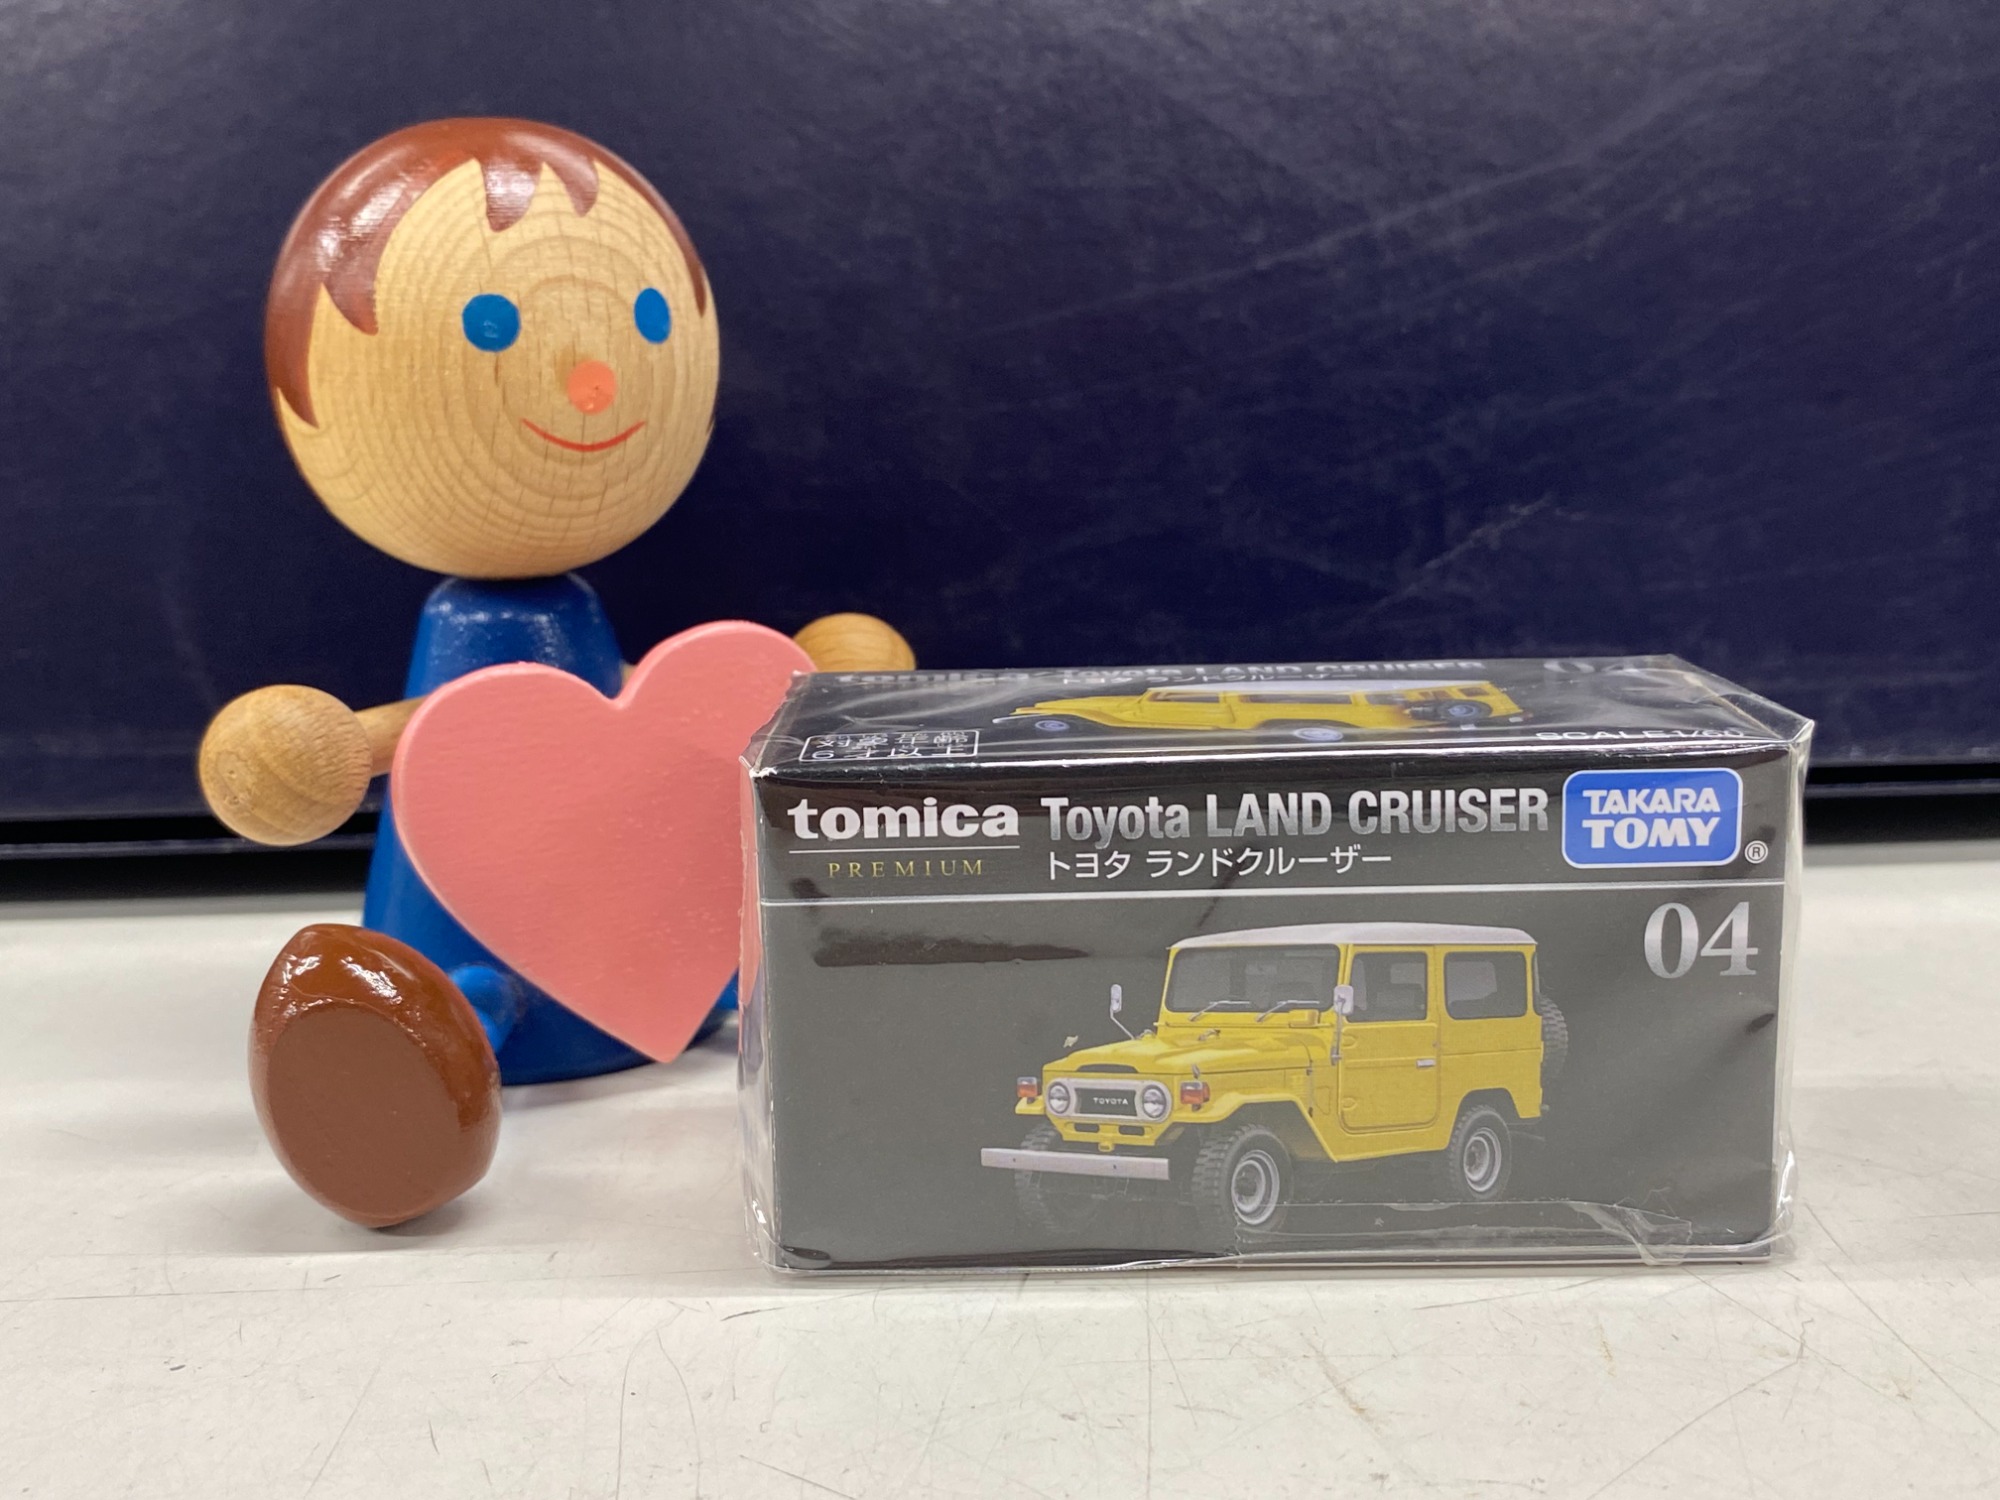 tomica Toyota LAND CRUISER 04
トヨタ ランドクルーザー
SCALE 1/60
tomica Toyota LAND CRUISER TAKARA TOMY ®
PREMIUM トヨタ ランドクルーザー
04
TOYOTA